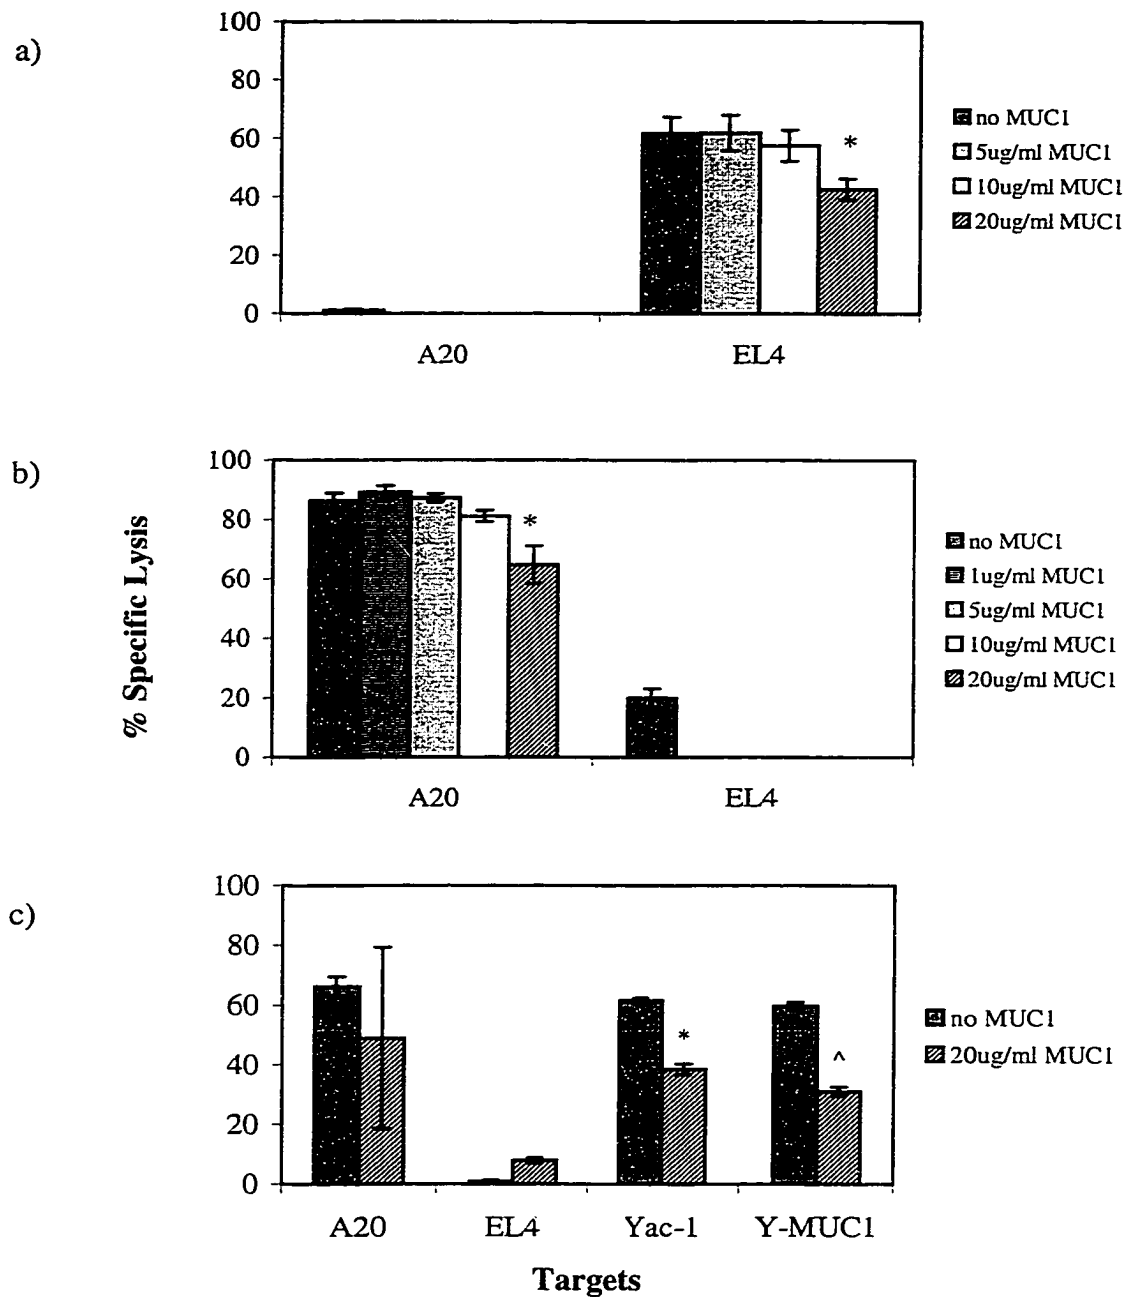 a)
100
80
60
40
20
0
*
A20 EL4
no MUC1
5ug/ml MUC1
10ug/ml MUC1
20ug/ml MUC1
b)
% Specific Lysis
100
80
60
40
20
0
*
A20 EL4
no MUC1
1ug/ml MUC1
5ug/ml MUC1
10ug/ml MUC1
20ug/ml MUC1
c)
100
80
60
40
20
0
*
^
A20 EL4 Yac-1 Y-MUC1
no MUC1
20ug/ml MUC1
Targets